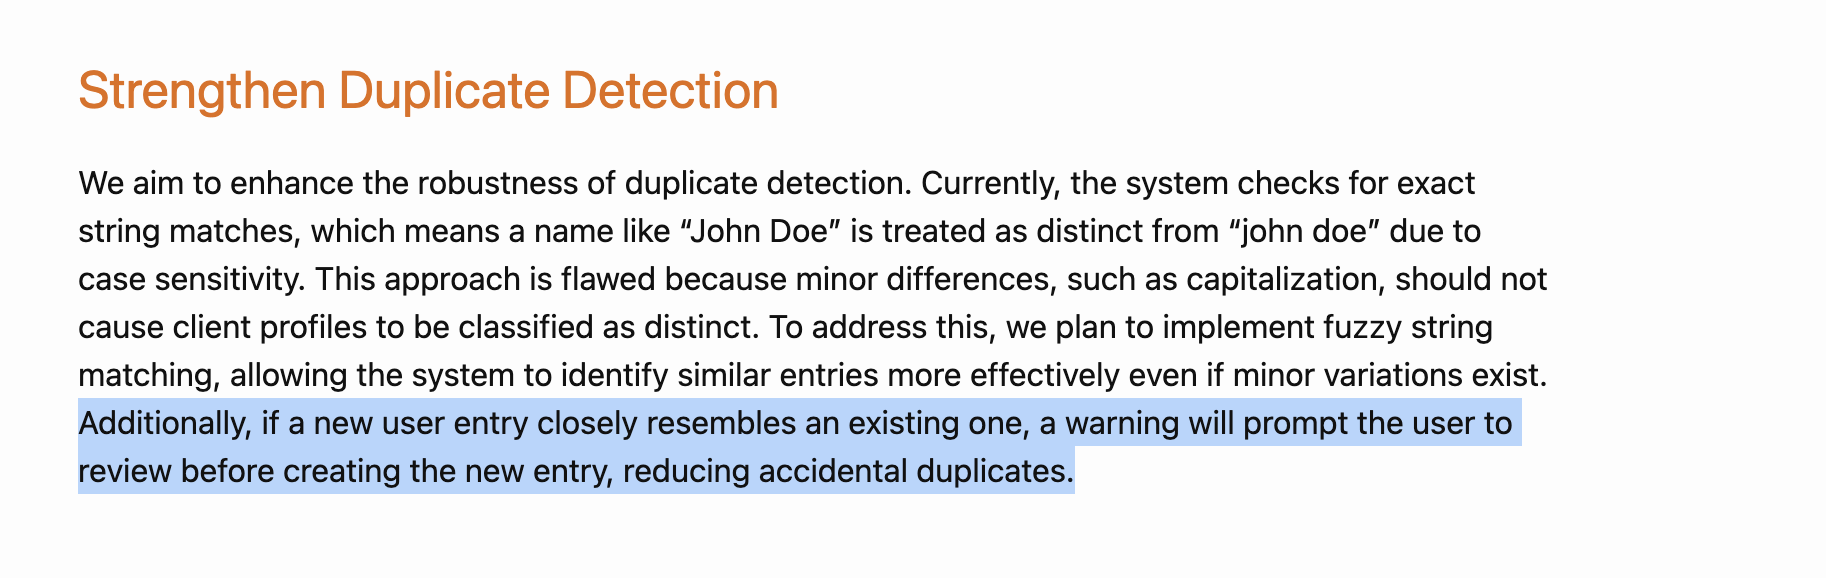 Strengthen Duplicate Detection
We aim to enhance the robustness of duplicate detection. Currently, the system checks for exact
string matches, which means a name like “John Doe” is treated as distinct from “john doe” due to
case sensitivity. This approach is flawed because minor differences, such as capitalization, should not
cause client profiles to be classified as distinct. To address this, we plan to implement fuzzy string
matching, allowing the system to identify similar entries more effectively even if minor variations exist.
Additionally, if a new user entry closely resembles an existing one, a warning will prompt the user to
review before creating the new entry, reducing accidental duplicates.